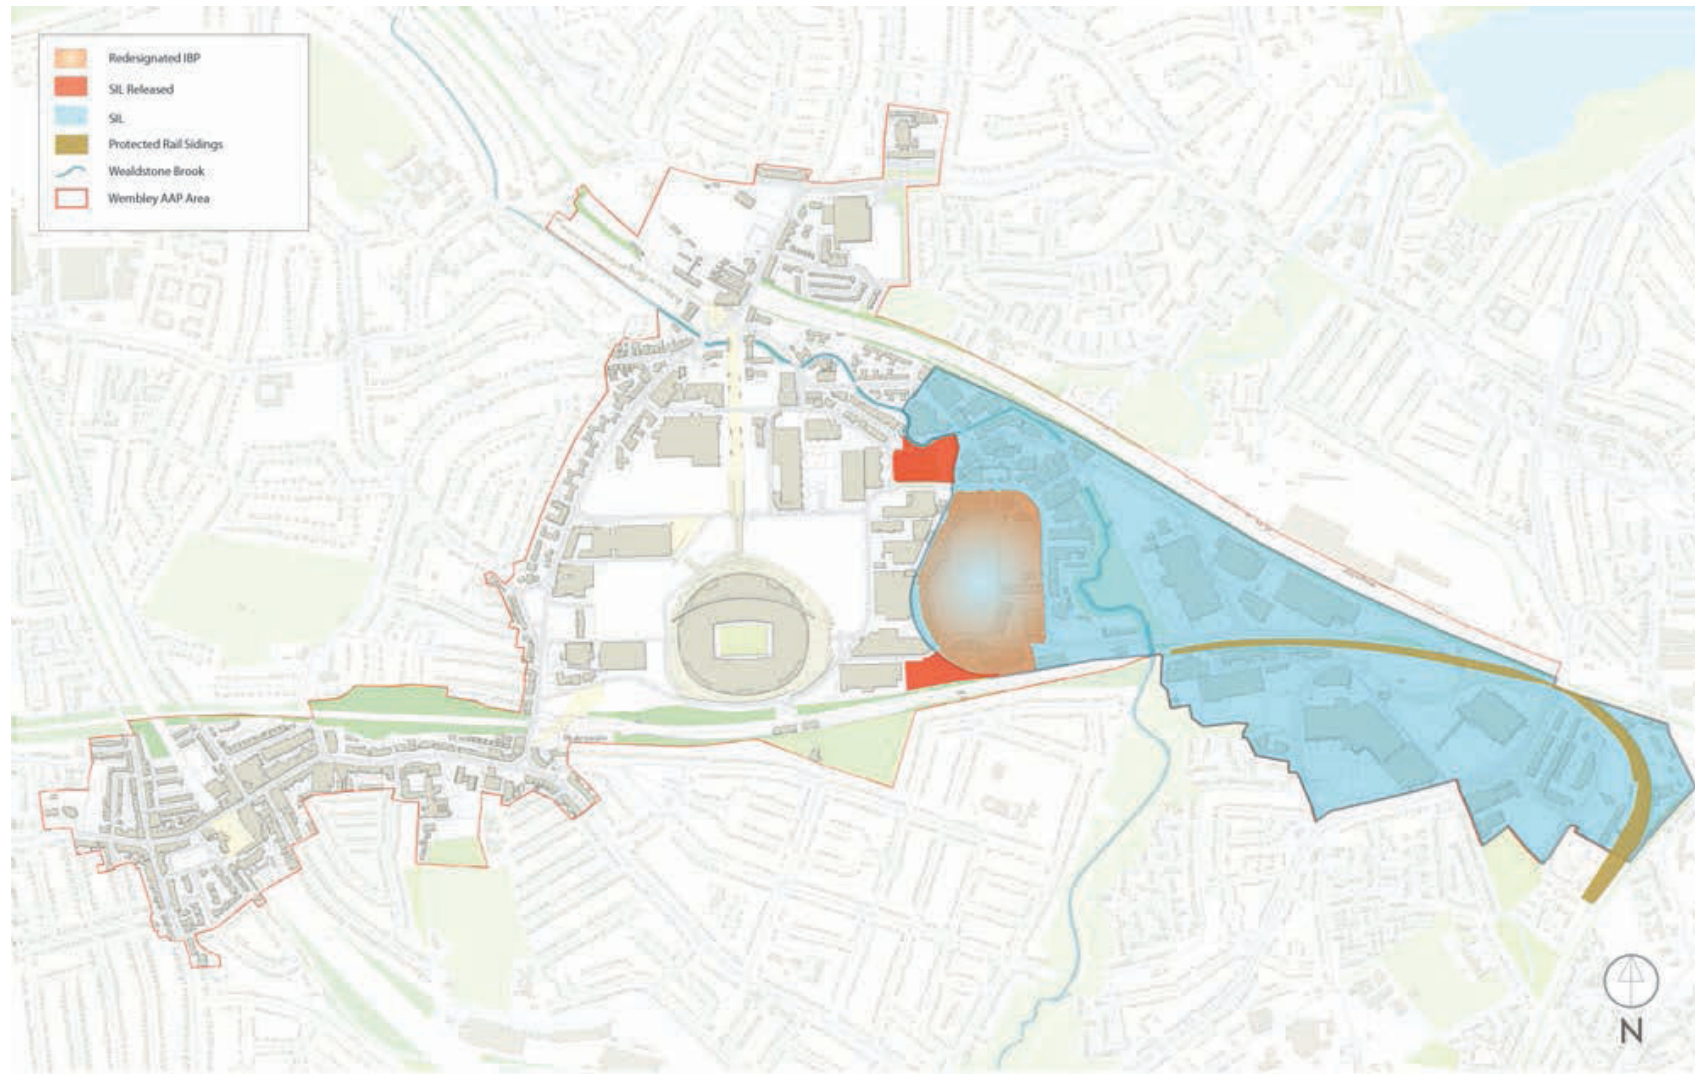 Redesignated IBP
SIL Released
SIL
Protected Rail Sidings
Wealdstone Brook
Wembley AAP Area
N